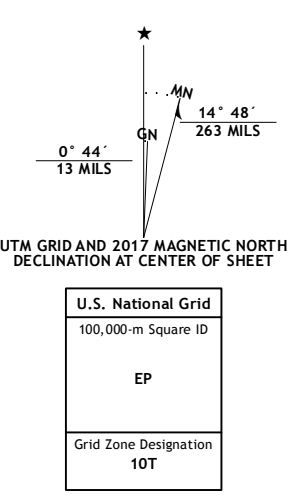 ★
MN
GN
14° 48´
263 MILS
0° 44´
13 MILS
UTM GRID AND 2017 MAGNETIC NORTH
DECLINATION AT CENTER OF SHEET
U.S. National Grid
100,000-m Square ID
EP
Grid Zone Designation
10T